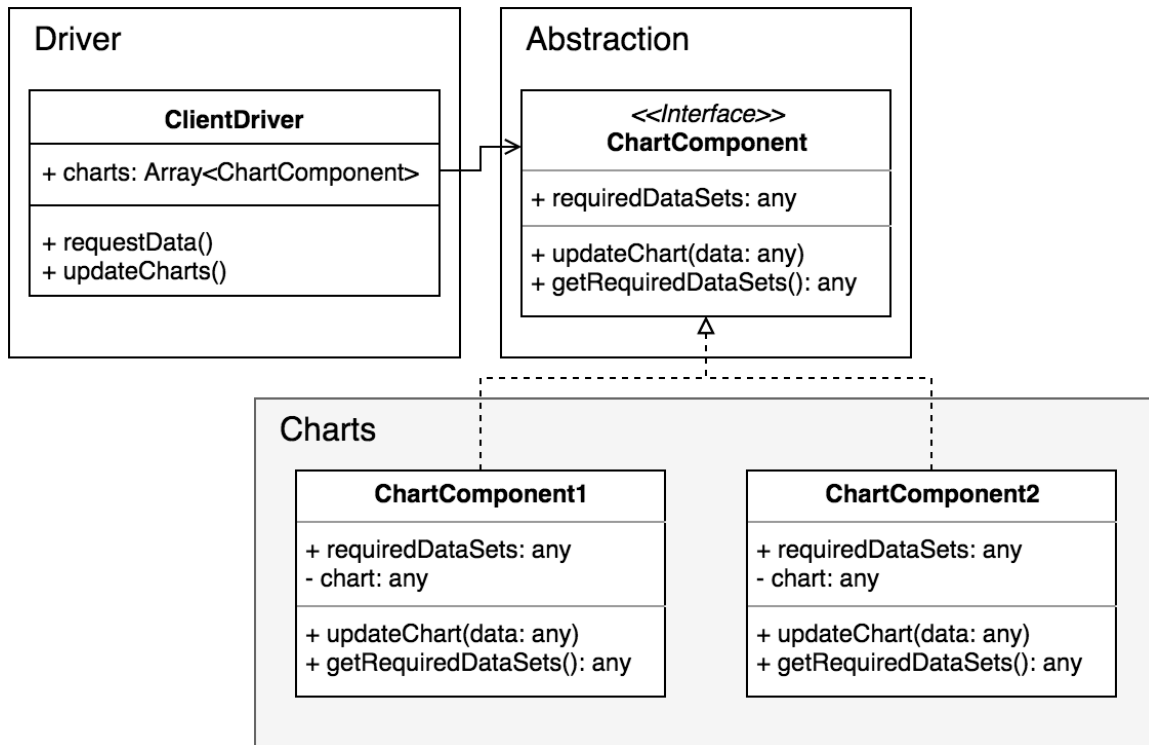 Driver
ClientDriver
+ charts: Array<ChartComponent>
+ requestData()
+ updateCharts()
Abstraction
<<Interface>>
ChartComponent
+ requiredDataSets: any
+ updateChart(data: any)
+ getRequiredDataSets(): any
Charts
ChartComponent1
+ requiredDataSets: any
- chart: any
+ updateChart(data: any)
+ getRequiredDataSets(): any
ChartComponent2
+ requiredDataSets: any
- chart: any
+ updateChart(data: any)
+ getRequiredDataSets(): any